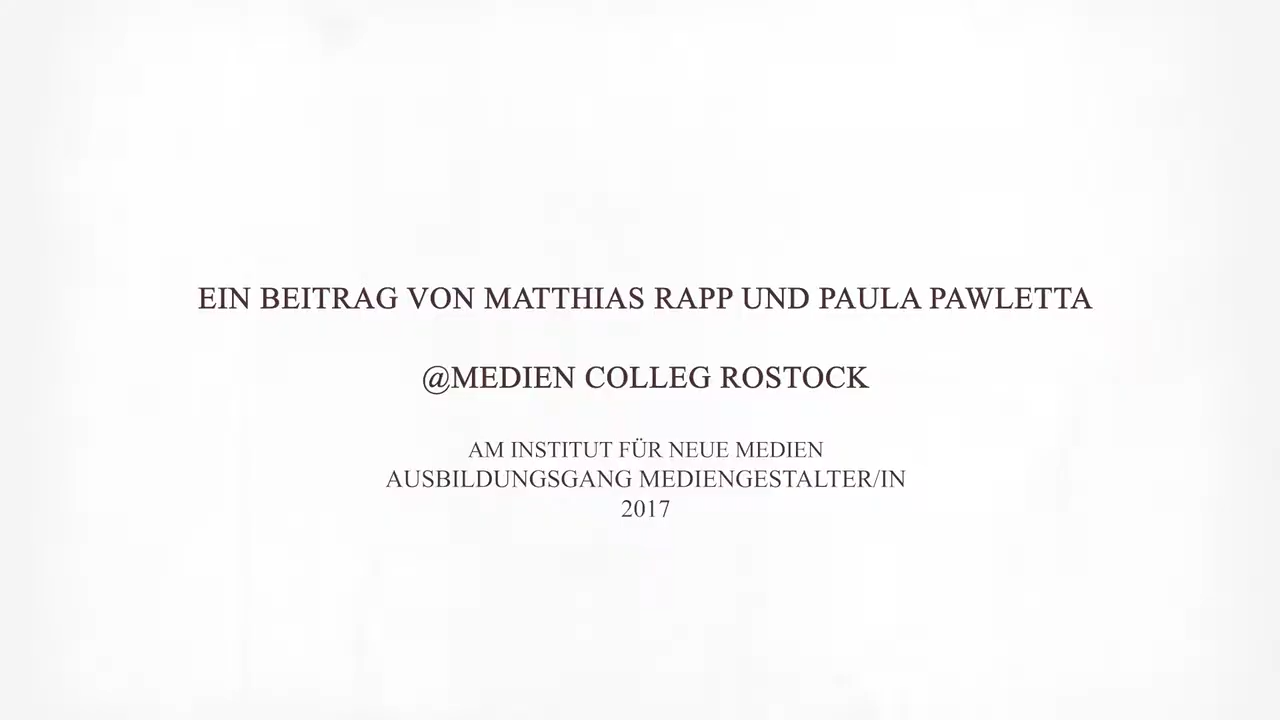 EIN BEITRAG VON MATTHIAS RAPP UND PAULA PAWLETTA
@MEDIEN COLLEG ROSTOCK
AM INSTITUT FÜR NEUE MEDIEN
AUSBILDUNGSGANG MEDIENGESTALTER/IN
2017